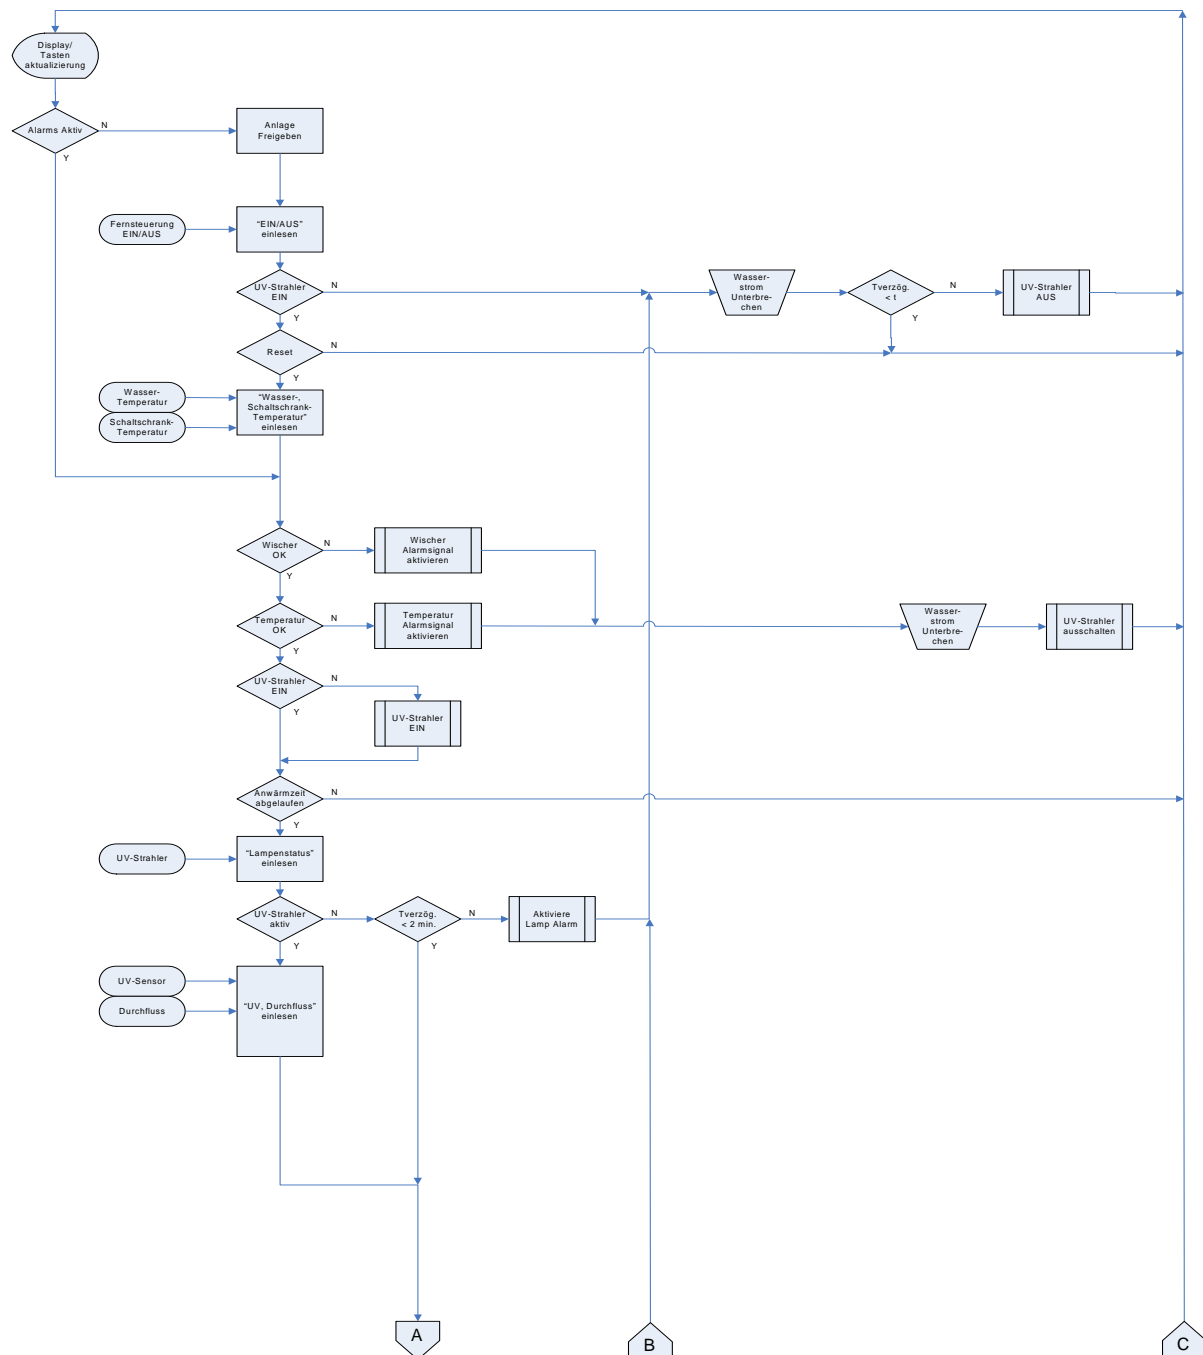 Display/
Tasten
aktualizierung
Alarms Aktiv
N
Y
Anlage
Freigeben
Fernsteuerung
EIN/AUS
“EIN/AUS”
einlesen
UV-Strahler
EIN
N
Y
Wasser-
strom
Unterbre-
chen
Tverzög.
< t
N
Y
UV-Strahler
AUS
Reset
N
Y
Wasser-
Temperatur
Schaltschrank-
Temperatur
“Wasser-,
Schaltschrank-
Temperatur”
einlesen
Wischer
OK
N
Y
Wischer
Alarmsignal
aktivieren
Temperatur
OK
N
Y
Temperatur
Alarmsignal
aktivieren
Wasser-
strom
Unterbre-
chen
UV-Strahler
ausschalten
UV-Strahler
EIN
N
Y
UV-Strahler
EIN
Anwärmzeit
abgelaufen
N
Y
UV-Strahler
“Lampenstatus”
einlesen
UV-Strahler
aktiv
N
Y
Tverzög.
< 2 min.
N
Y
Aktiviere
Lamp Alarm
UV-Sensor
Durchfluss
“UV, Durchfluss”
einlesen
A
B
C